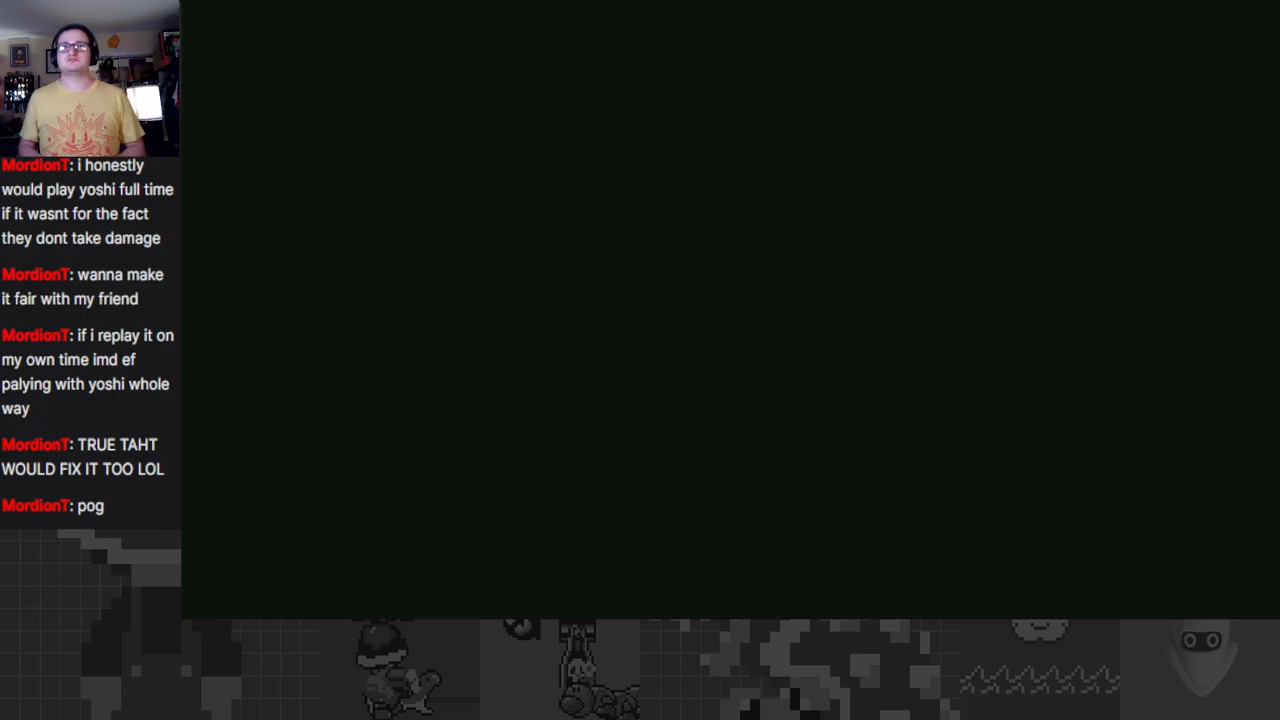 MordionT: i honestly
would play yoshi full time
if it wasnt for the fact
they dont take damage
MordionT: wanna make
it fair with my friend
MordionT: if i replay it on
my own time imd ef
palying with yoshi whole
way
MordionT: TRUE TAHT
WOULD FIX IT TOO LOL
MordionT: pog